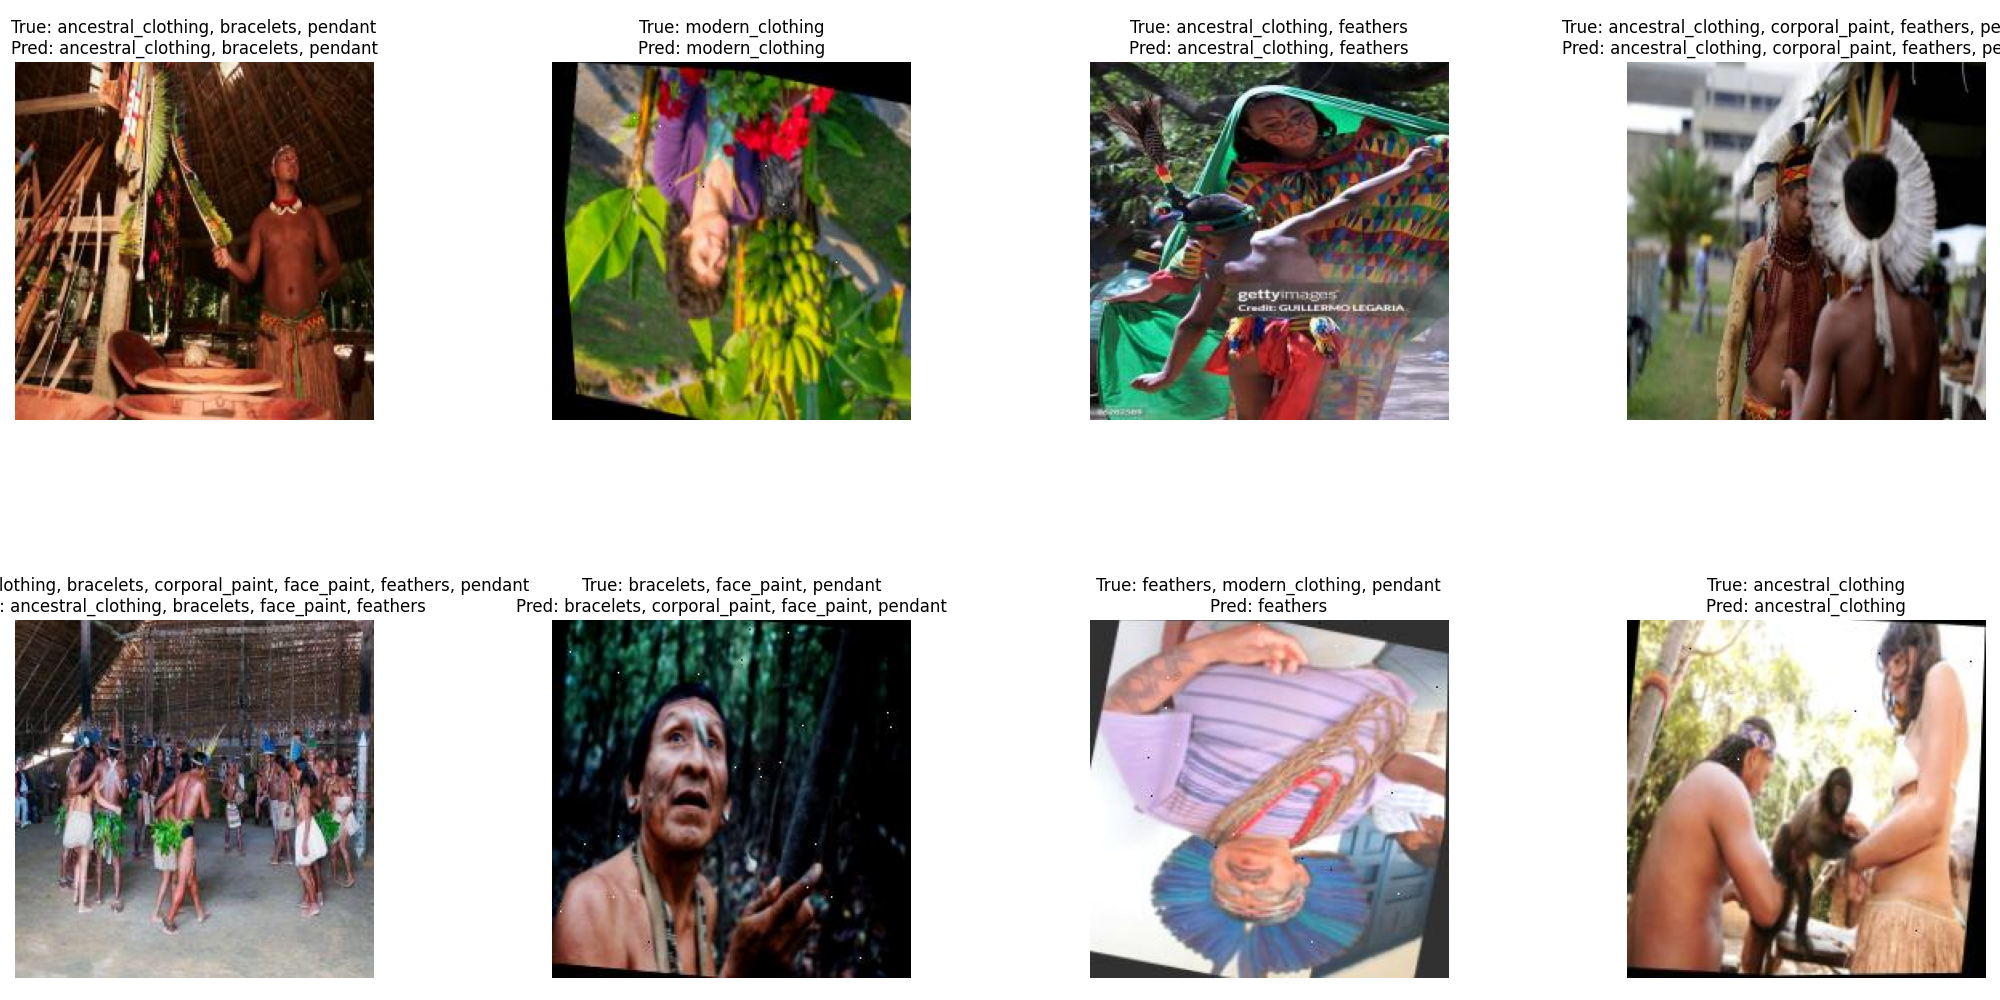 True: ancestral_clothing, bracelets, pendant
Pred: ancestral_clothing, bracelets, pendant
True: modern_clothing
Pred: modern_clothing
True: ancestral_clothing, feathers
Pred: ancestral_clothing, feathers
True: ancestral_clothing, corporal_paint, feathers, pe
Pred: ancestral_clothing, corporal_paint, feathers, pe
gettyimages
Credit: GUILLERMO LEGARIA
lothing, bracelets, corporal_paint, face_paint, feathers, pendant
: ancestral_clothing, bracelets, face_paint, feathers
True: bracelets, face_paint, pendant
Pred: bracelets, corporal_paint, face_paint, pendant
True: feathers, modern_clothing, pendant
Pred: feathers
True: ancestral_clothing
Pred: ancestral_clothing